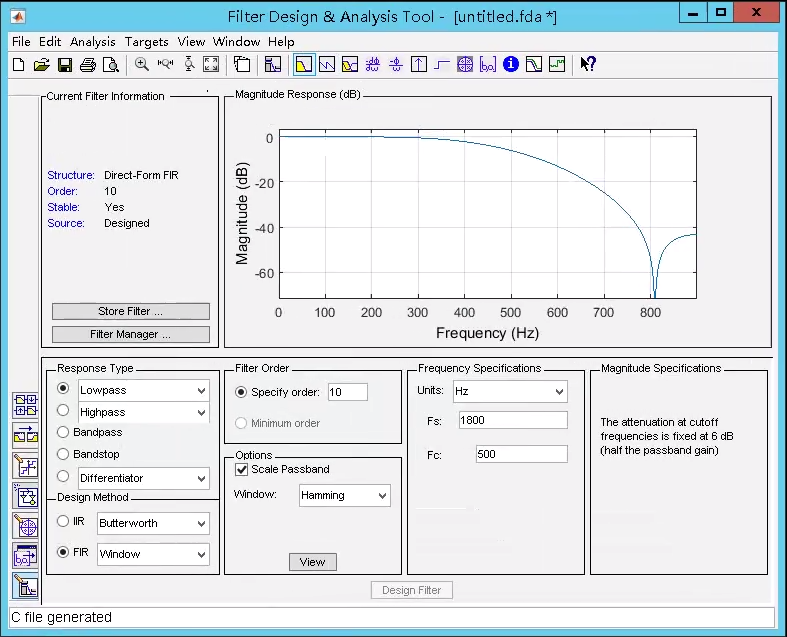 Filter Design & Analysis Tool - [untitled.fda *]
File Edit Analysis Targets View Window Help
Current Filter Information
Structure: Direct-Form FIR
Order: 10
Stable: Yes
Source: Designed
Store Filter ...
Filter Manager ...
Magnitude Response (dB)
Magnitude (dB)
0
-20
-40
-60
0 100 200 300 400 500 600 700 800
Frequency (Hz)
Response Type
Lowpass
Highpass
Bandpass
Bandstop
Differentiator
Design Method
IIR Butterworth
FIR Window
Filter Order
Specify order: 10
Minimum order
Options
Scale Passband
Window: Hamming
View
Frequency Specifications
Units: Hz
Fs: 1800
Fc: 500
Magnitude Specifications
The attenuation at cutoff
frequencies is fixed at 6 dB
(half the passband gain)
Design Filter
C file generated